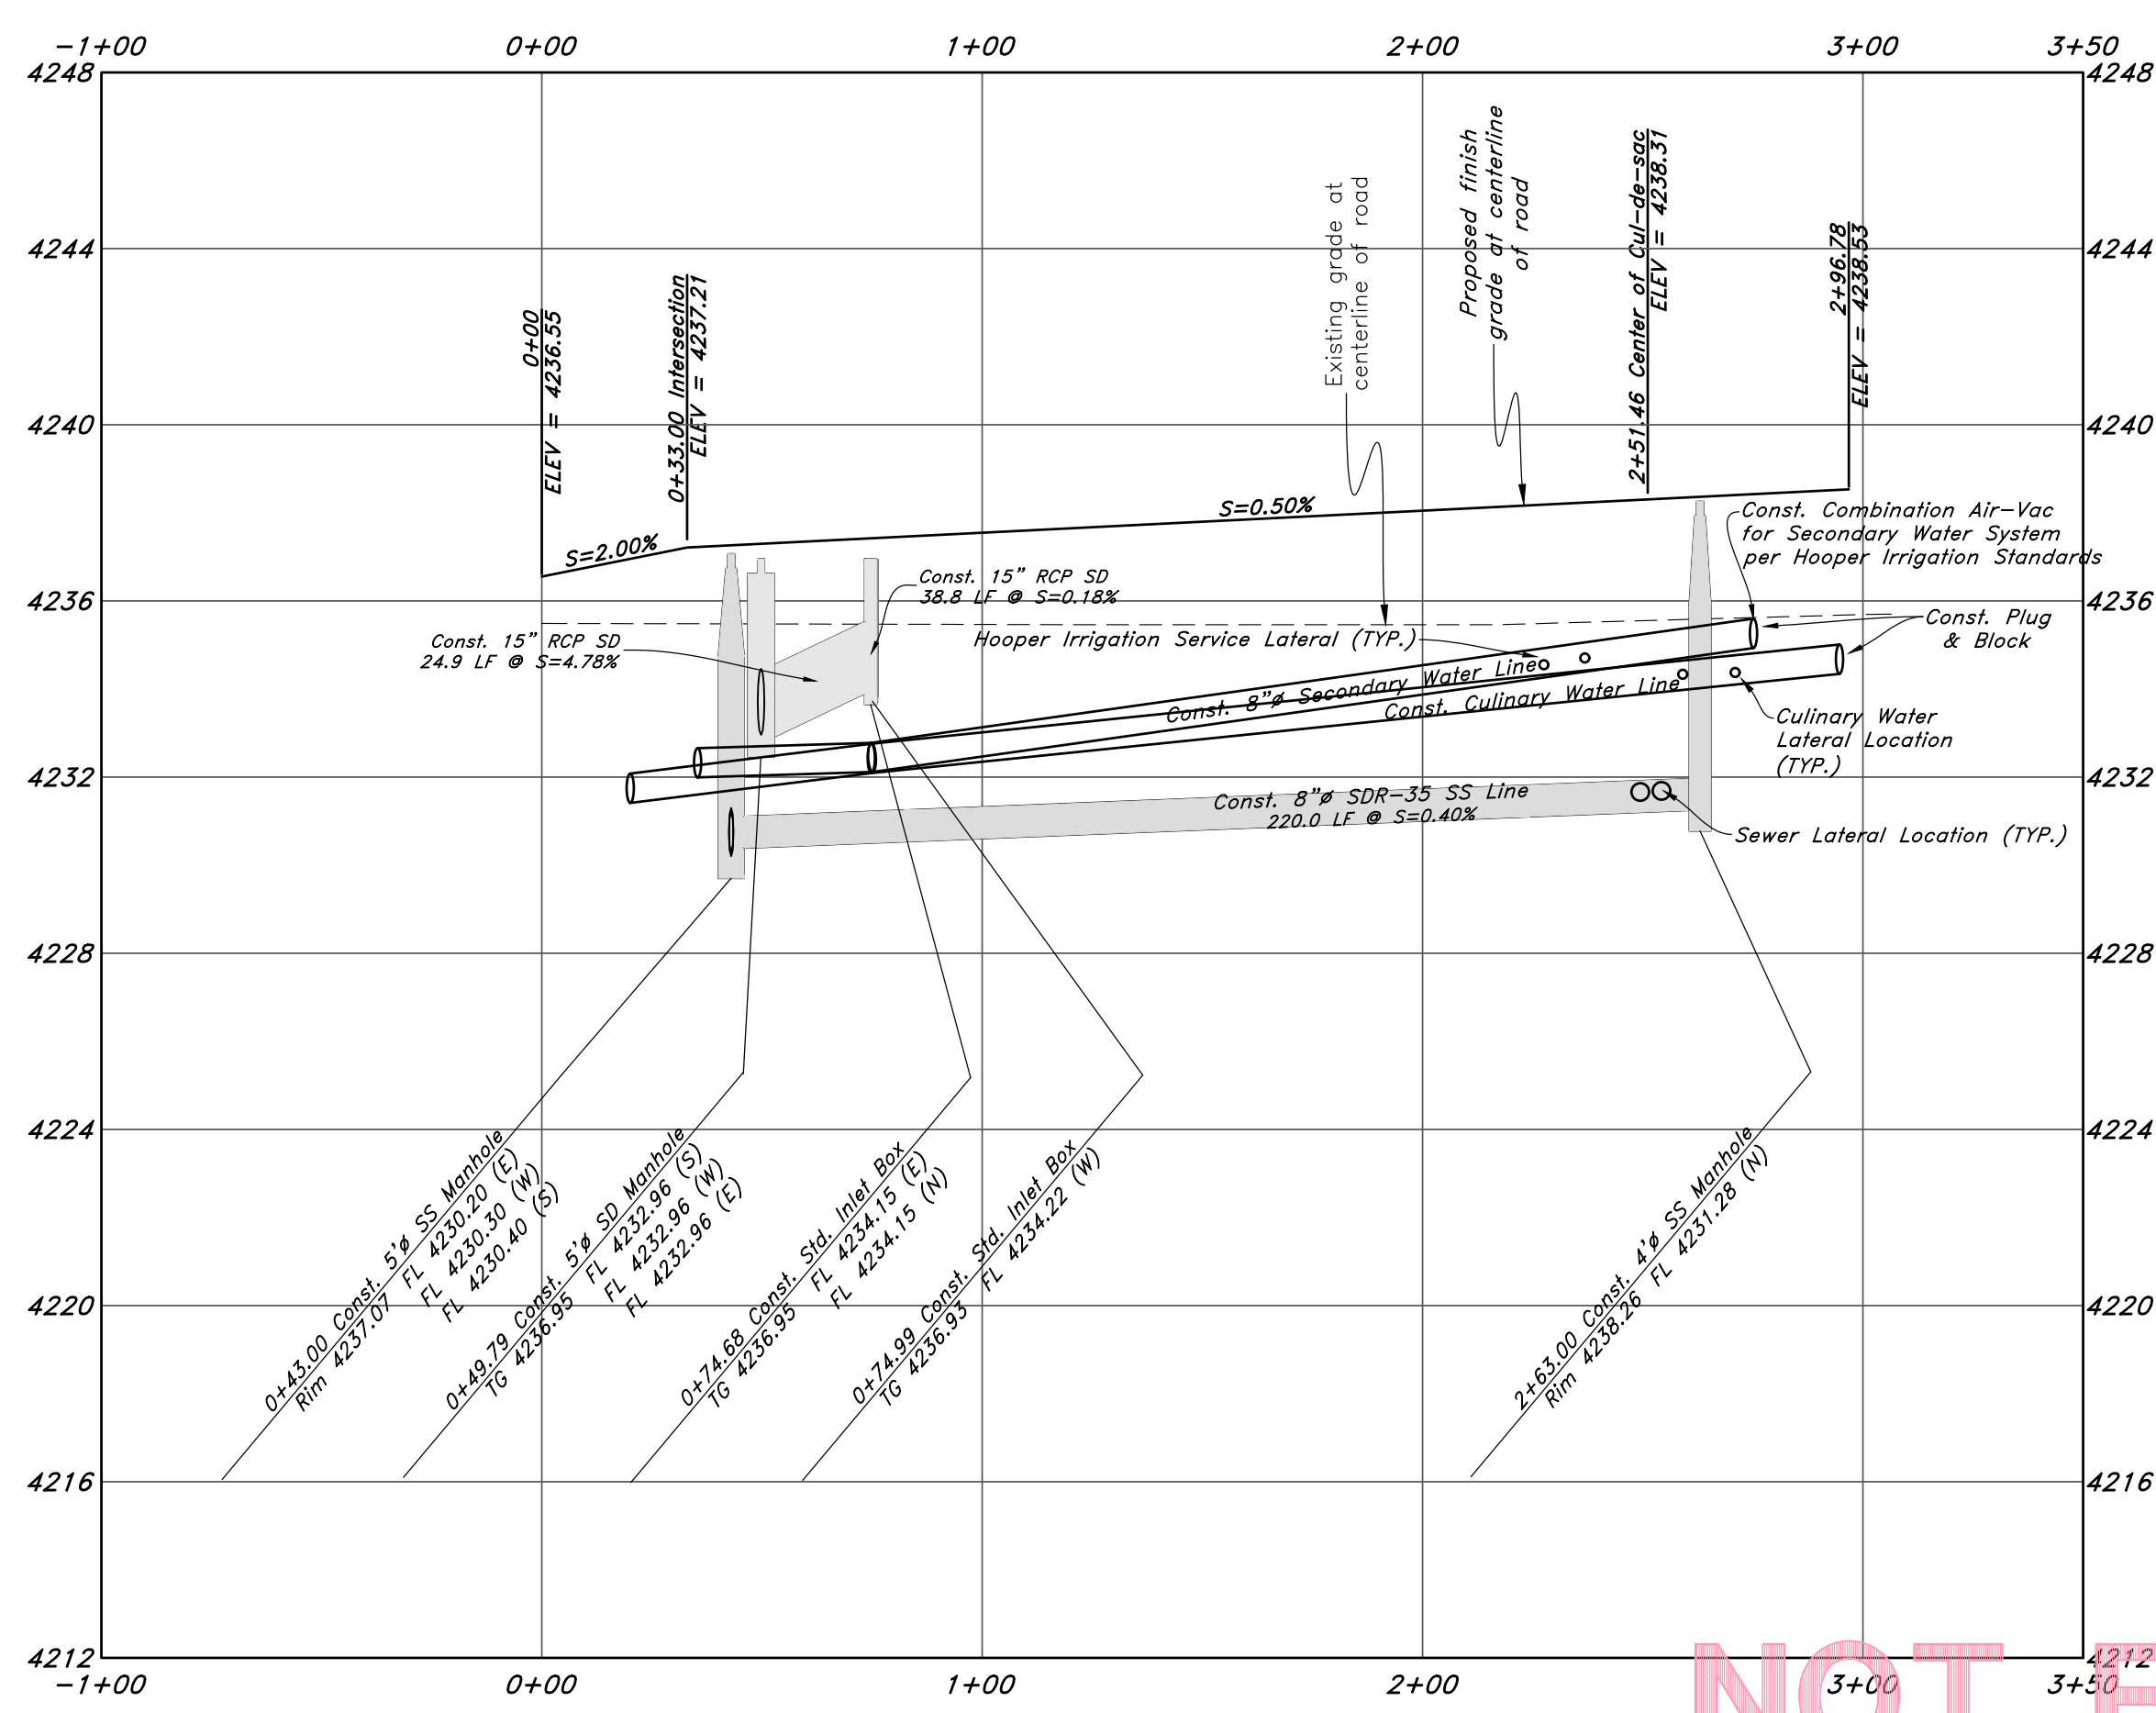 -1+00
0+00
1+00
2+00
3+00
3+50
4248
4248
4244
4244
4240
4240
4236
4236
4232
4232
4228
4228
4224
4224
4220
4220
4216
4216
4212
4212
0+00
ELEV = 4236.55
0+33.00 Intersection
ELEV = 4237.21
Existing grade at
centerline of road
Proposed finish
grade at centerline
of road
2+51.46 Center of Cul-de-sac
ELEV = 4238.31
2+96.78
ELEV = 4238.53
S=2.00%
S=0.50%
Const. Combination Air-Vac
for Secondary Water System
per Hooper Irrigation Standards
Const. 15" RCP SD
38.8 LF @ S=0.18%
Const. 15" RCP SD
24.9 LF @ S=4.78%
Hooper Irrigation Service Lateral (TYP.)
Const. Plug
& Block
Const. 8"ø Secondary Water Line
Const. Culinary Water Line
Culinary Water
Lateral Location
(TYP.)
Const. 8"ø SDR-35 SS Line
220.0 LF @ S=0.40%
Sewer Lateral Location (TYP.)
0+43.00 Const. 5'ø SS Manhole
Rim 4237.07 FL 4230.20 (E)
FL 4230.30 (W)
FL 4230.40 (S)
0+49.79 Const. 5'ø SD Manhole
TG 4236.95 FL 4232.96 (S)
FL 4232.96 (W)
FL 4232.96 (E)
0+74.68 Const. Std. Inlet Box
TG 4236.95 FL 4234.15 (E)
FL 4234.15 (N)
0+74.99 Const. Std. Inlet Box
TG 4236.93 FL 4234.22 (W)
2+63.00 Const. 4'ø SS Manhole
Rim 4238.26 FL 4231.28 (N)
-1+00
0+00
1+00
2+00
3+00
3+50
NOT